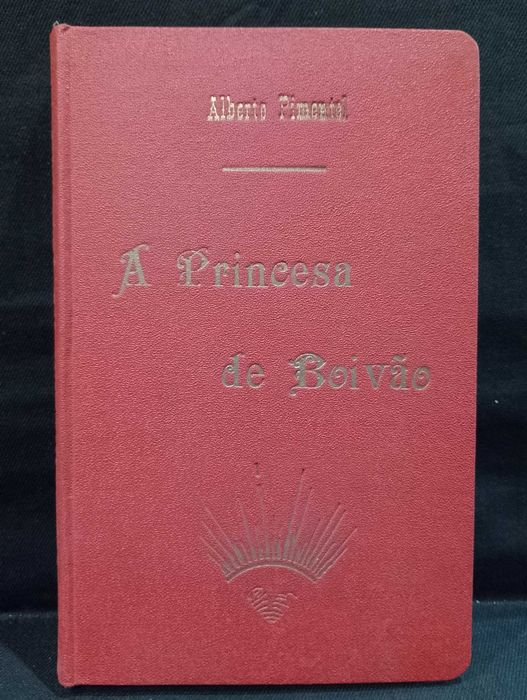 Alberto Pimentel
A Princesa
de Boivão